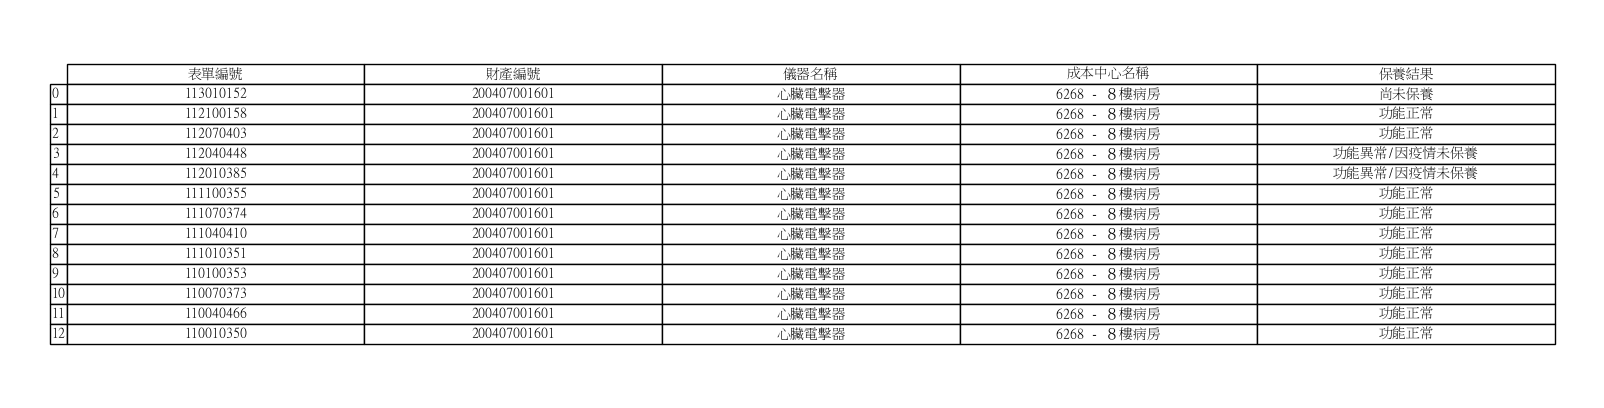 表單編號 財產編號 儀器名稱 成本中心名稱 保養結果
0 113010152 200407001601 心臟電擊器 6268 - 8樓病房 尚未保養
1 112100158 200407001601 心臟電擊器 6268 - 8樓病房 功能正常
2 112070403 200407001601 心臟電擊器 6268 - 8樓病房 功能正常
3 112040448 200407001601 心臟電擊器 6268 - 8樓病房 功能異常/因疫情未保養
4 112010385 200407001601 心臟電擊器 6268 - 8樓病房 功能異常/因疫情未保養
5 111100355 200407001601 心臟電擊器 6268 - 8樓病房 功能正常
6 111070374 200407001601 心臟電擊器 6268 - 8樓病房 功能正常
7 111040410 200407001601 心臟電擊器 6268 - 8樓病房 功能正常
8 111010351 200407001601 心臟電擊器 6268 - 8樓病房 功能正常
9 110100353 200407001601 心臟電擊器 6268 - 8樓病房 功能正常
10 110070373 200407001601 心臟電擊器 6268 - 8樓病房 功能正常
11 110040466 200407001601 心臟電擊器 6268 - 8樓病房 功能正常
12 110010350 200407001601 心臟電擊器 6268 - 8樓病房 功能正常